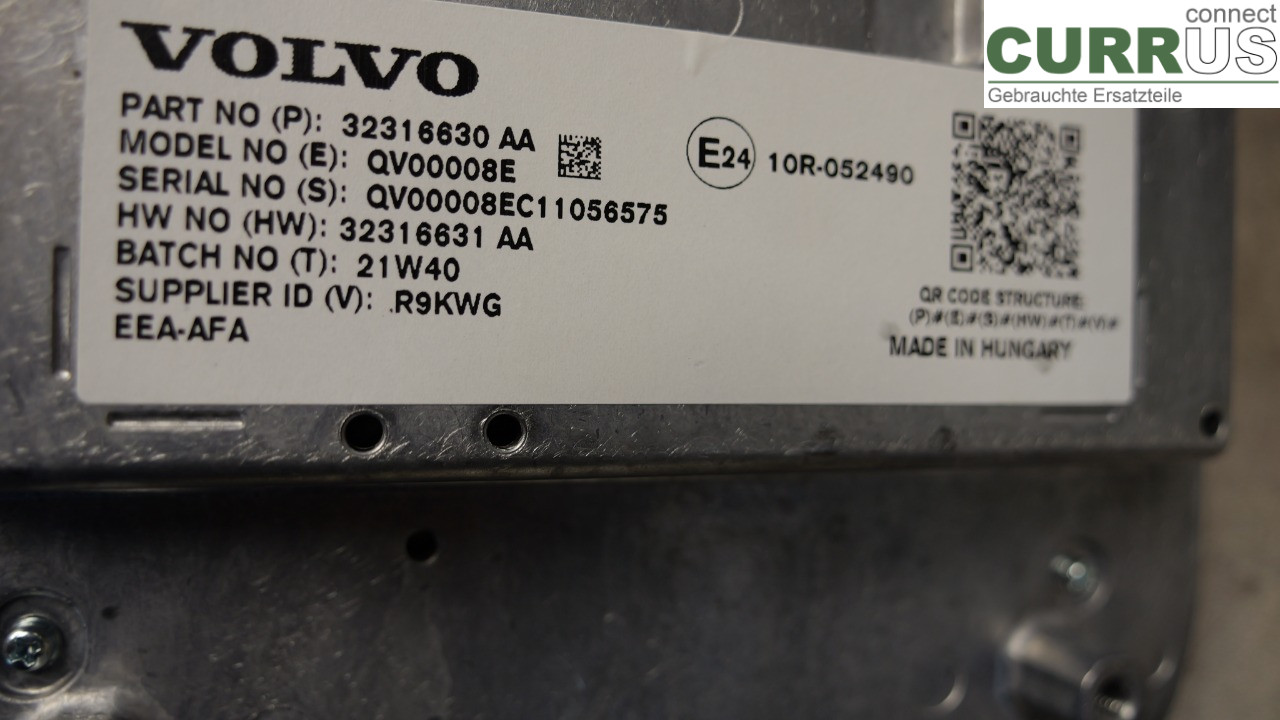 VOLVO
PART NO (P): 32316630 AA
MODEL NO (E): QV00008E
SERIAL NO (S): QV00008EC11056575
HW NO (HW): 32316631 AA
BATCH NO (T): 21W40
SUPPLIER ID (V): R9KWG
EEA-AFA
E24 10R-052490
QR CODE STRUCTURE:
(P)#(E)#(S)#(HW)#(T)#(V)#
MADE IN HUNGARY
connect
CURRUS
Gebrauchte Ersatzteile